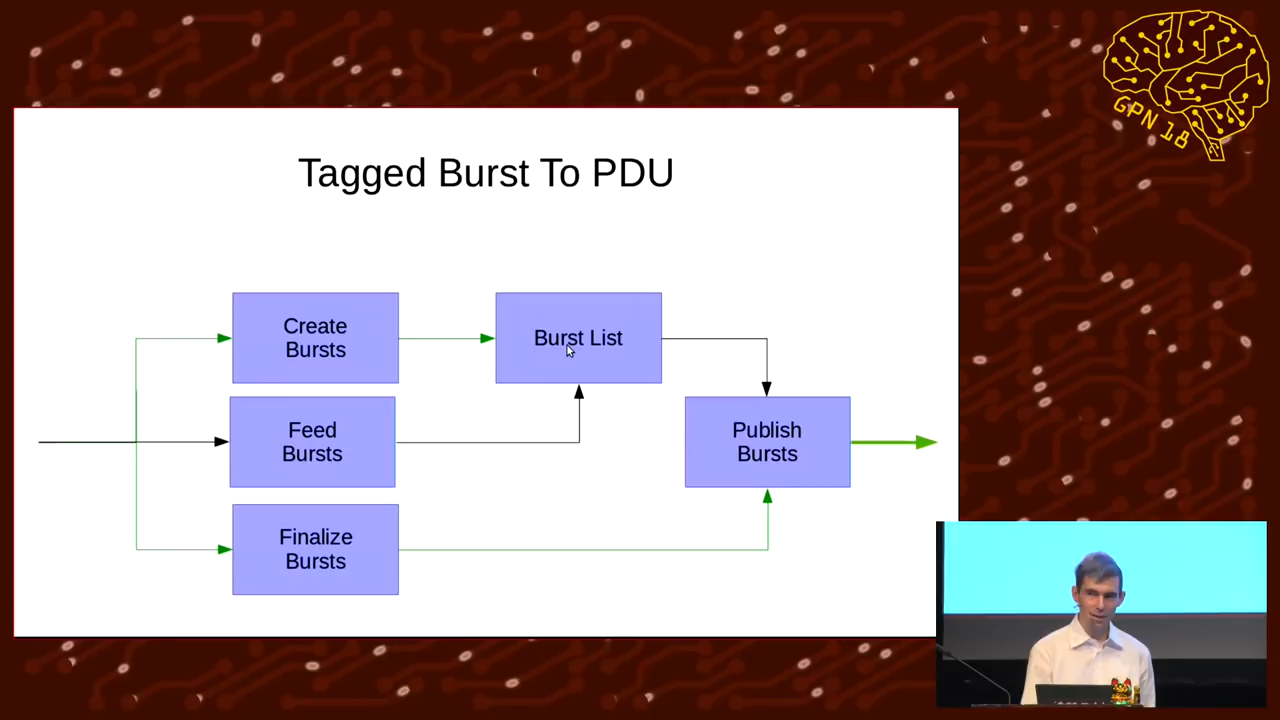 GPN 18
Tagged Burst To PDU
Create
Bursts
Burst List
Feed
Bursts
Publish
Bursts
Finalize
Bursts